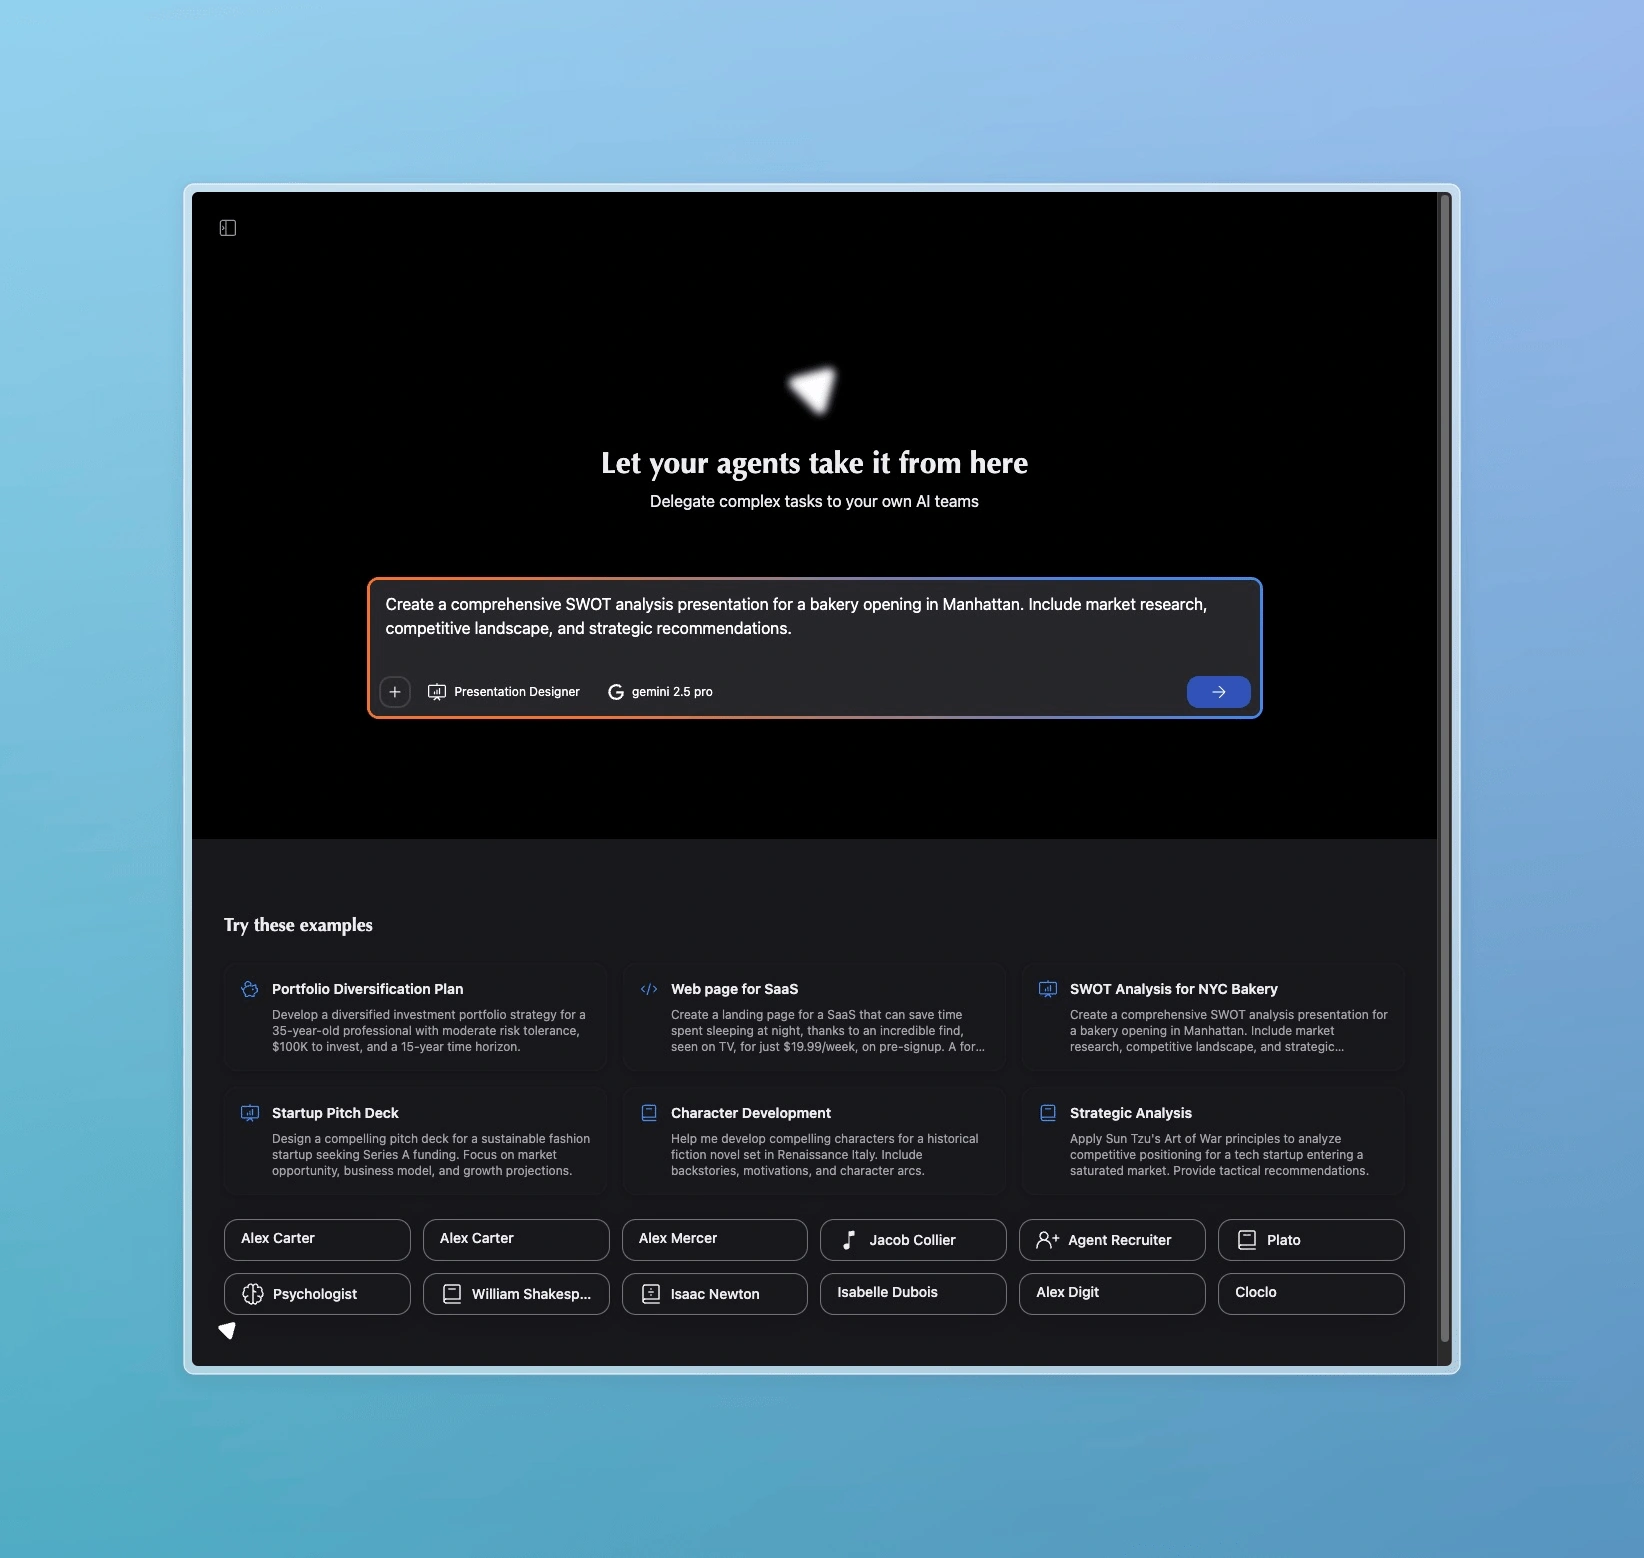 Let your agents take it from here
Delegate complex tasks to your own AI teams
Create a comprehensive SWOT analysis presentation for a bakery opening in Manhattan. Include market research,
competitive landscape, and strategic recommendations.
Presentation Designer
gemini 2.5 pro
Try these examples
Portfolio Diversification Plan
Develop a diversified investment portfolio strategy for a
35-year-old professional with moderate risk tolerance,
$100K to invest, and a 15-year time horizon.
Web page for SaaS
Create a landing page for a SaaS that can save time
spent sleeping at night, thanks to an incredible find,
seen on TV, for just $19.99/week, on pre-signup. A for...
SWOT Analysis for NYC Bakery
Create a comprehensive SWOT analysis presentation for
a bakery opening in Manhattan. Include market
research, competitive landscape, and strategic...
Startup Pitch Deck
Design a compelling pitch deck for a sustainable fashion
startup seeking Series A funding. Focus on market
opportunity, business model, and growth projections.
Character Development
Help me develop compelling characters for a historical
fiction novel set in Renaissance Italy. Include
backstories, motivations, and character arcs.
Strategic Analysis
Apply Sun Tzu's Art of War principles to analyze
competitive positioning for a tech startup entering a
saturated market. Provide tactical recommendations.
Alex Carter
Alex Carter
Alex Mercer
Jacob Collier
Agent Recruiter
Plato
Psychologist
William Shakesp...
Isaac Newton
Isabelle Dubois
Alex Digit
Cloclo